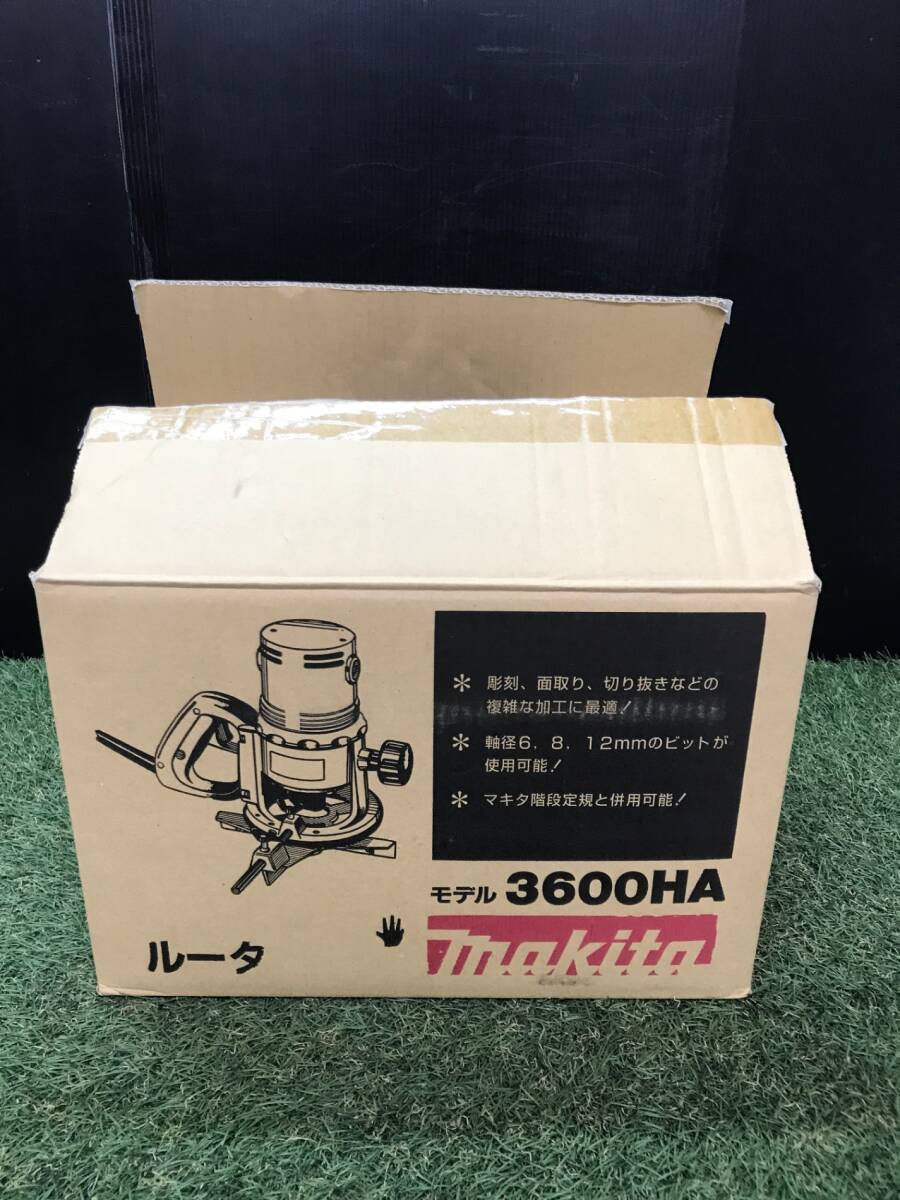 ＊ 彫刻、面取り、切り抜きなどの
複雑な加工に最適！
＊ 軸径6，8，12mmのビットが
使用可能！
＊ マキタ階段定規と併用可能！
モデル 3600HA
makita
ルータ